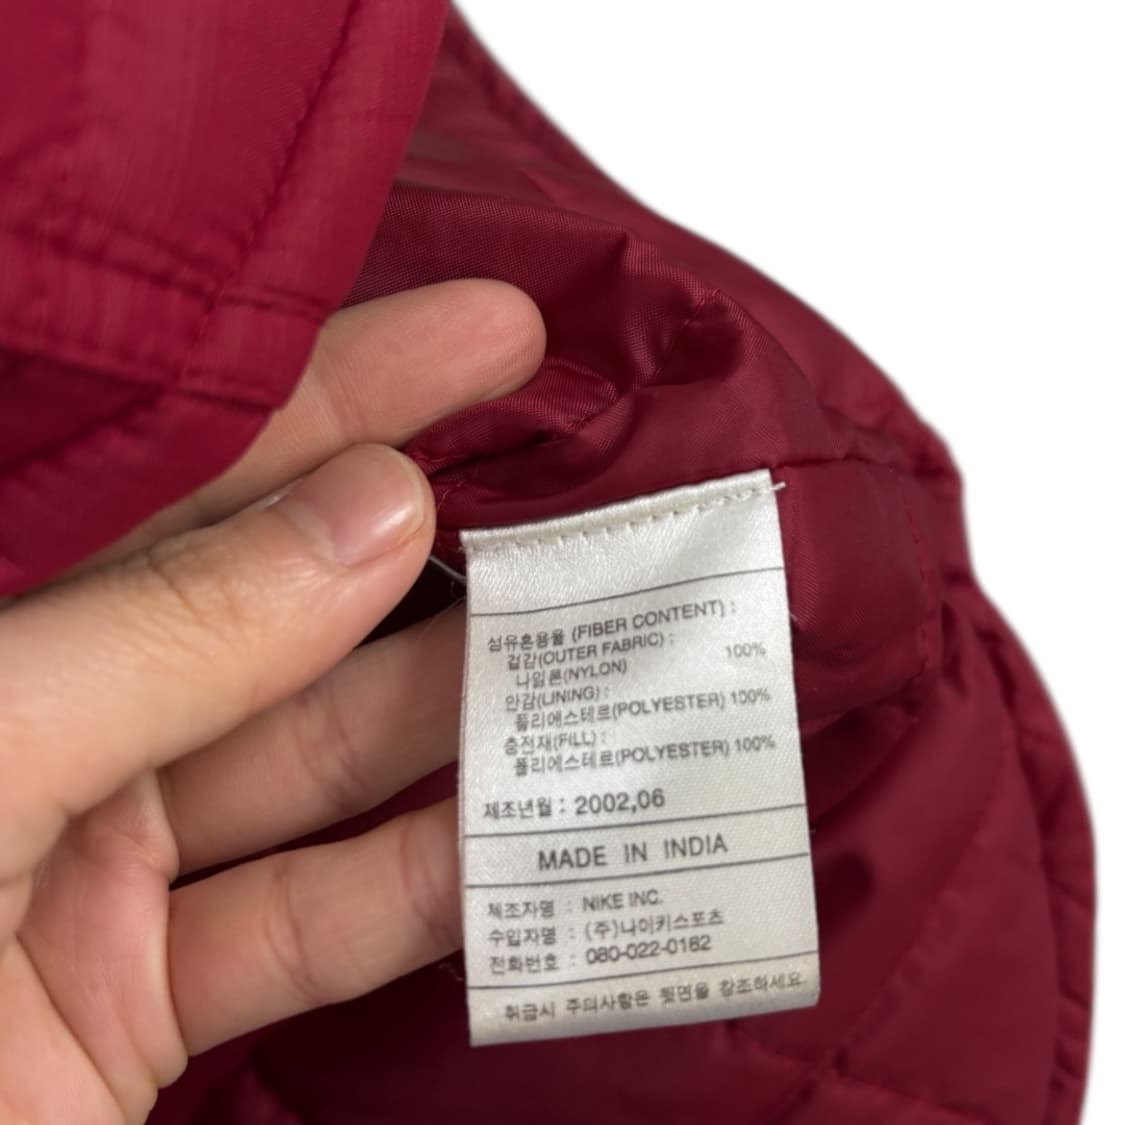 섬유혼용율 (FIBER CONTENT) :
겉감(OUTER FABRIC) :
나일론(NYLON) 100%
안감(LINING) :
폴리에스테르(POLYESTER) 100%
충전재(FILL) :
폴리에스테르(POLYESTER) 100%
제조년월 : 2002,06
MADE IN INDIA
제조자명 : NIKE INC.
수입자명 : (주)나이키스포츠
전화번호 : 080-022-0182
취급시 주의사항은 뒷면을 참조하세요.